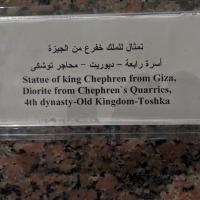 تمثال للملك خفرع من الجيزة
أسرة رابعة - ديوريت - محاجر توشكى
Statue of king Chephren from Giza,
Diorite from Chephren`s Quarries,
4th dynasty-Old Kingdom-Toshka